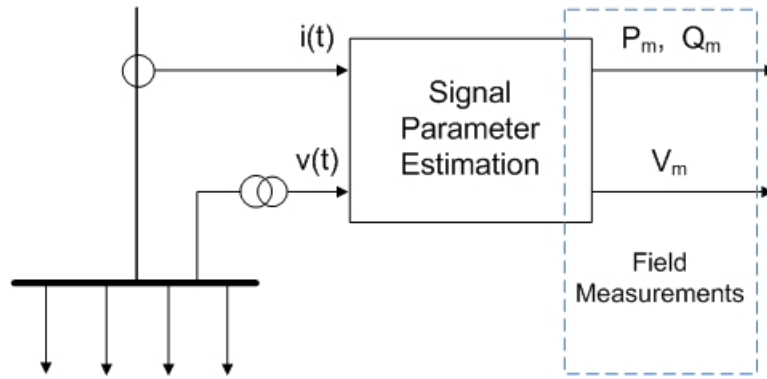 i(t)
v(t)
Signal
Parameter
Estimation
Pm, Qm
Vm
Field
Measurements